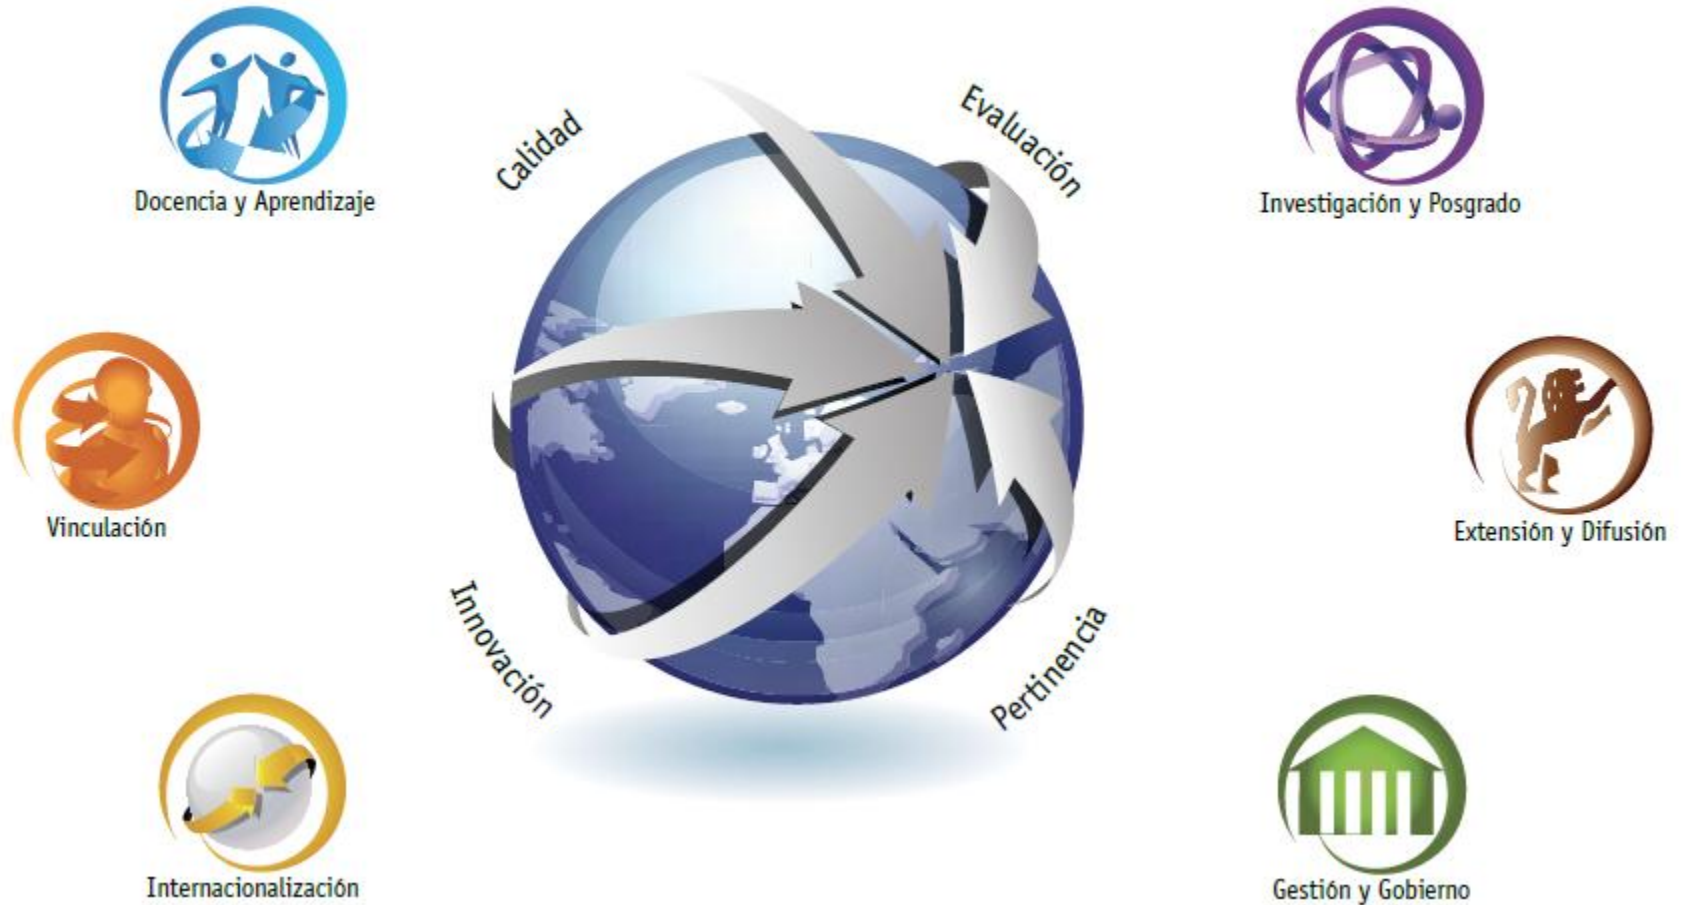 Docencia y Aprendizaje
Investigación y Posgrado
Calidad
Evaluación
Vinculación
Extensión y Difusión
Innovación
Pertinencia
Internacionalización
Gestión y Gobierno